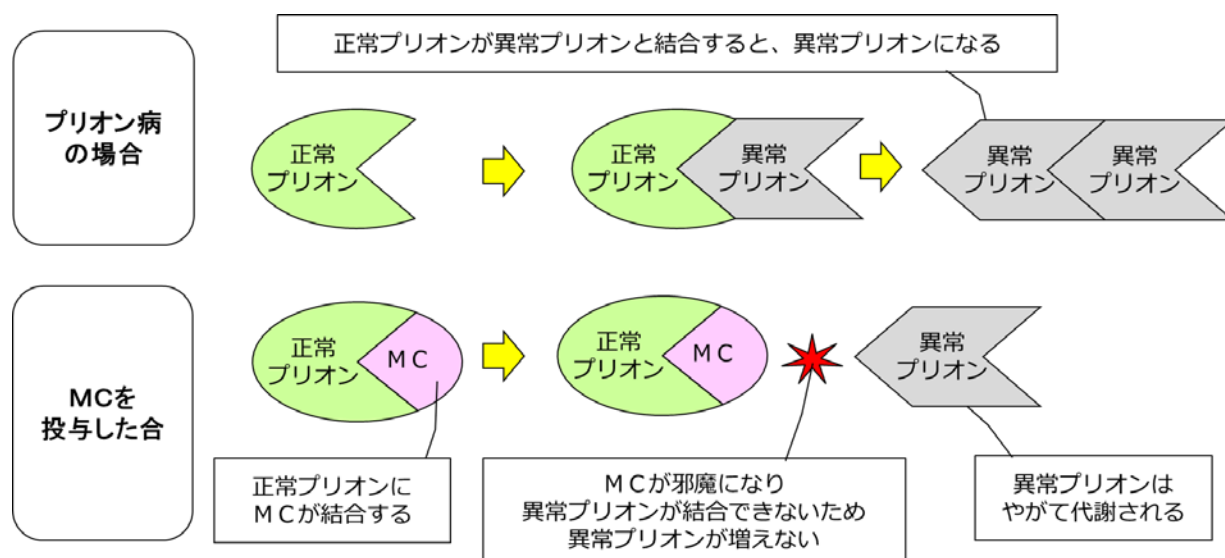 正常プリオンが異常プリオンと結合すると、異常プリオンになる
プリオン病
の場合
正常
プリオン
正常
プリオン
異常
プリオン
異常
プリオン
異常
プリオン
MCを
投与した合
正常
プリオン
MC
正常
プリオン
MC
異常
プリオン
正常プリオンに
MCが結合する
MCが邪魔になり
異常プリオンが結合できないため
異常プリオンが増えない
異常プリオンは
やがて代謝される